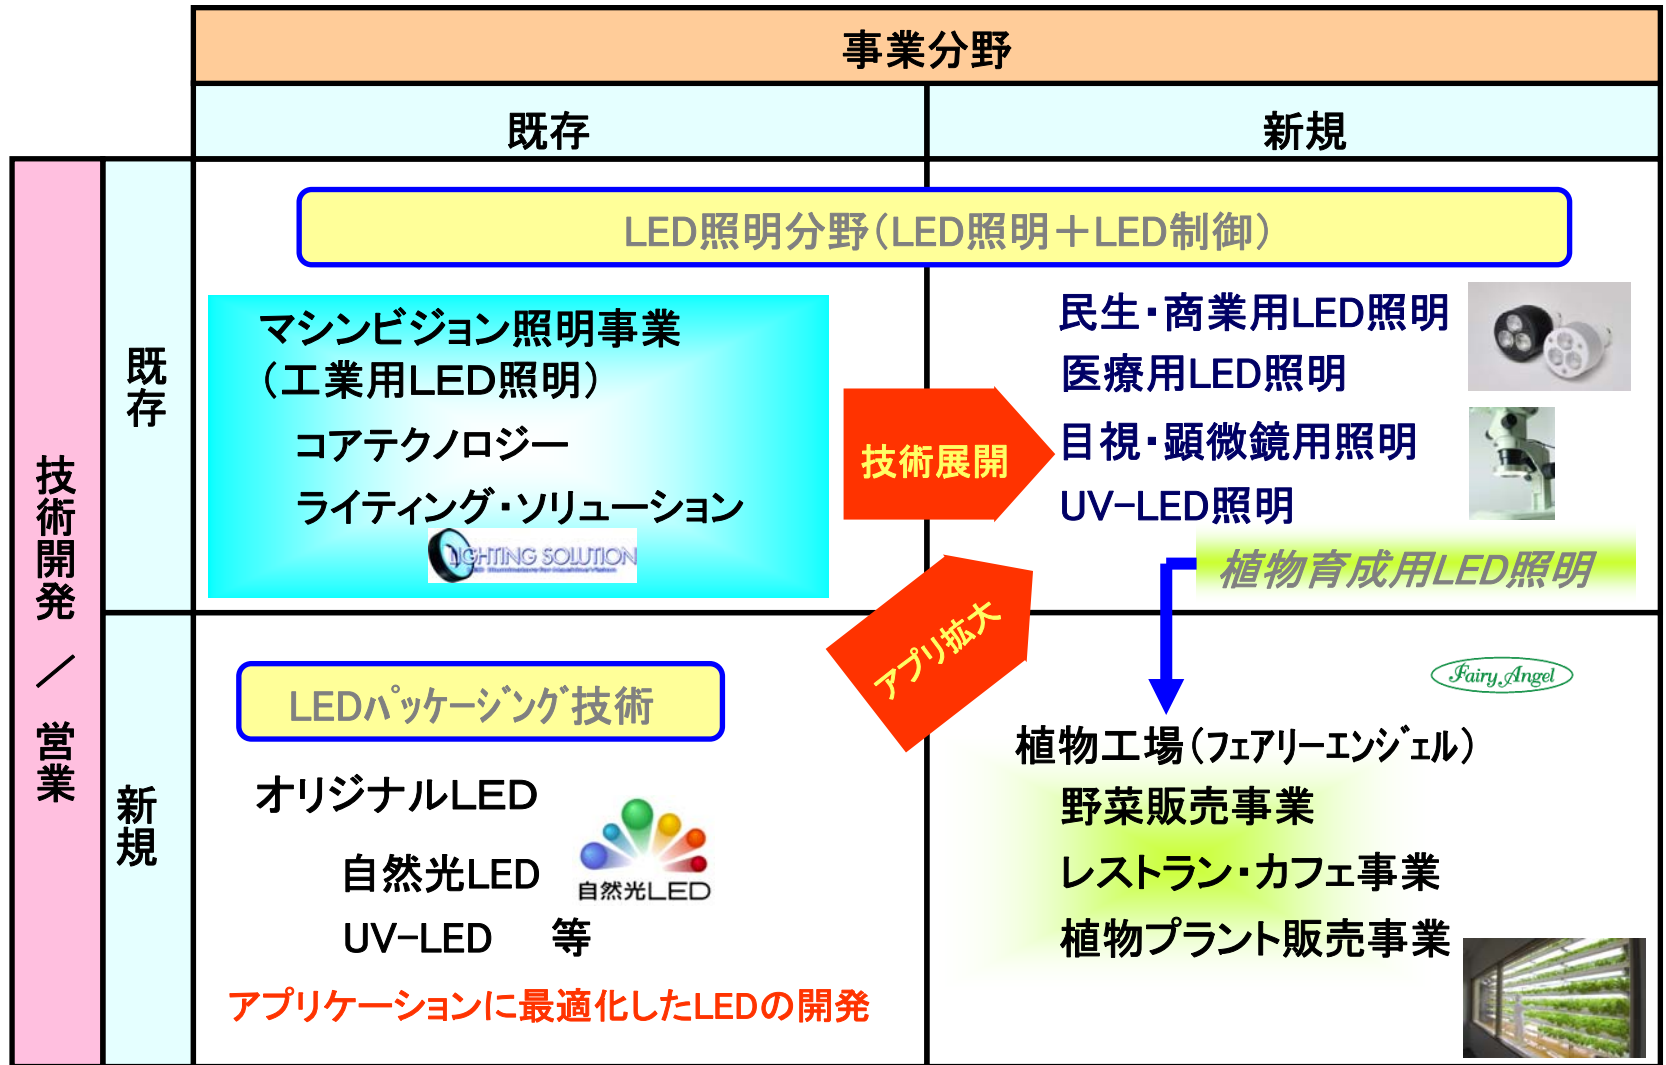 事業分野
既存
新規
技術開発／営業
既存
LED照明分野（LED照明＋LED制御）
マシンビジョン照明事業
（工業用LED照明）
コアテクノロジー
ライティング・ソリューション
LIGHTING SOLUTION
技術展開
民生・商業用LED照明
医療用LED照明
目視・顕微鏡用照明
UV-LED照明
植物育成用LED照明
アプリ拡大
新規
LEDﾊﾟッケージﾝグ技術
オリジナルLED
自然光LED
UV-LED 等
自然光LED
アプリケーションに最適化したLEDの開発
Fairy Angel
植物工場（フェアリーエンジェル）
野菜販売事業
レストラン・カフェ事業
植物プラント販売事業